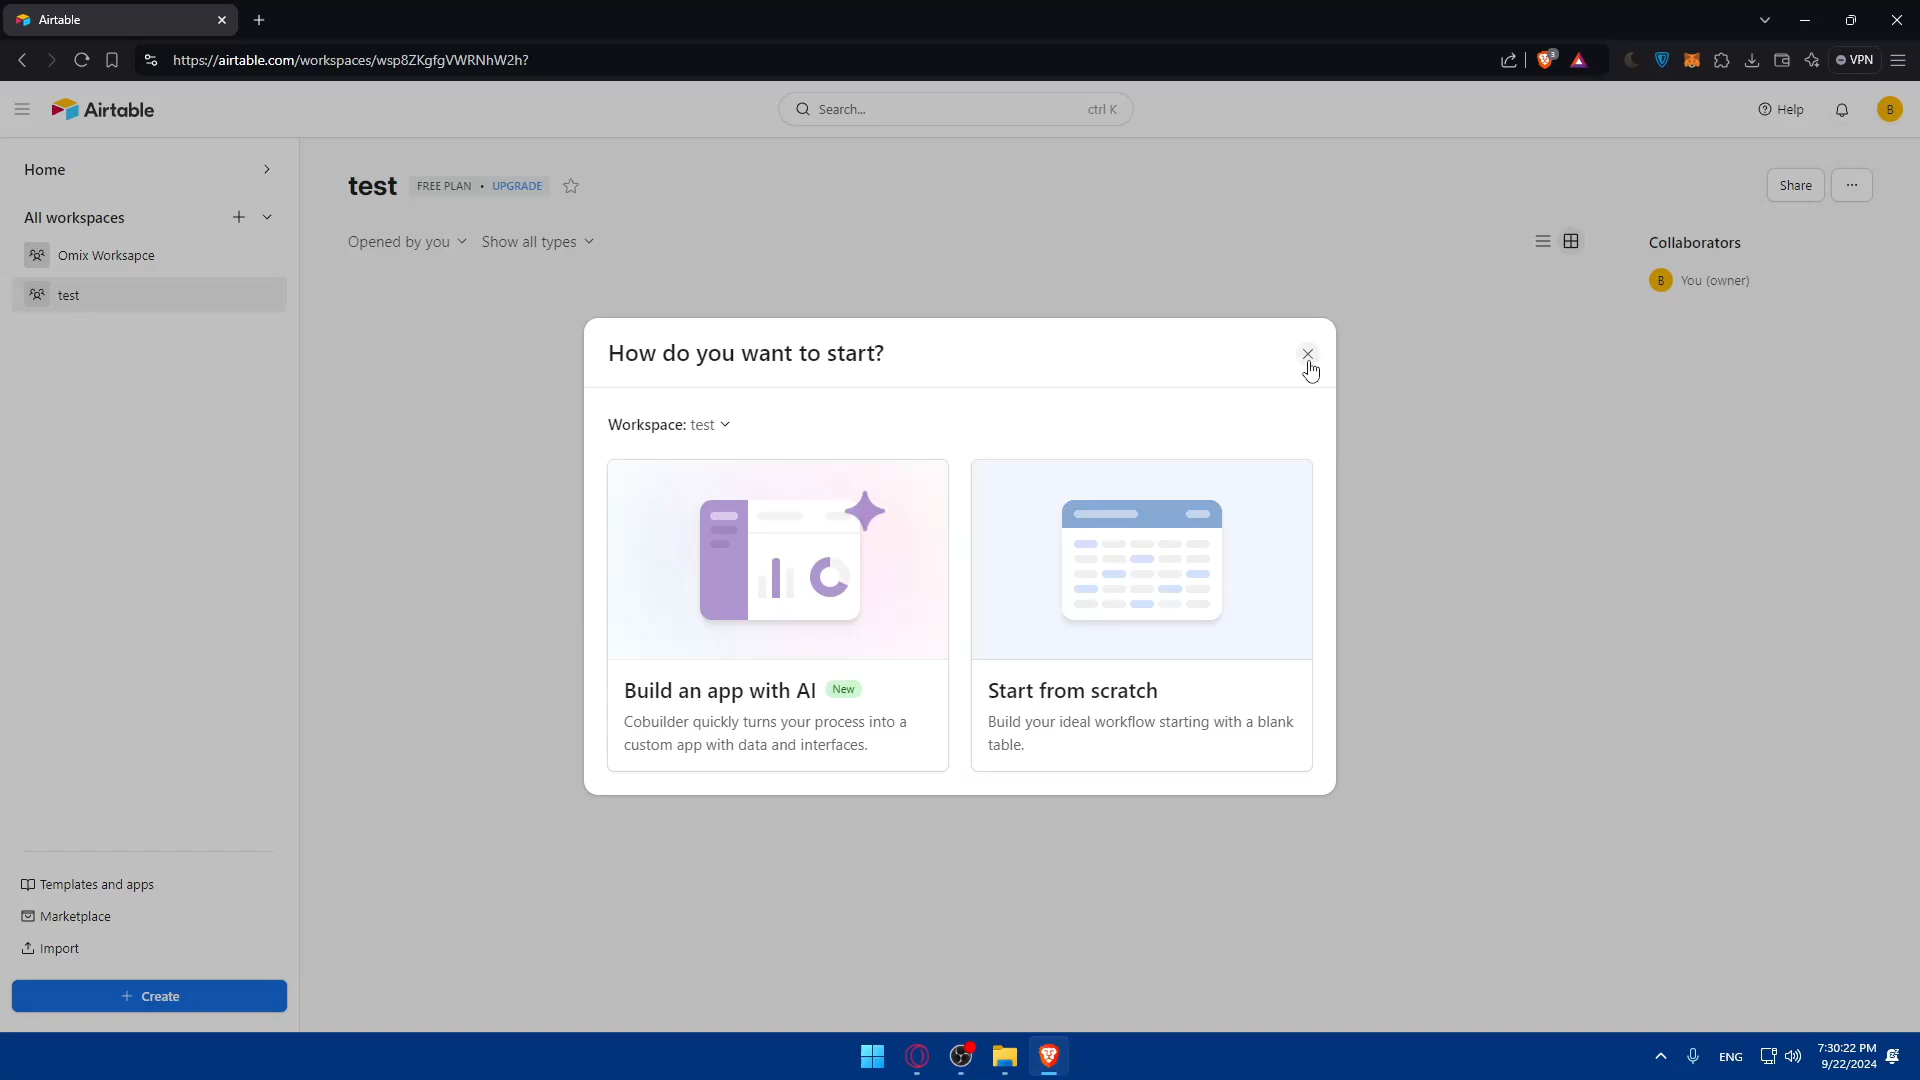 Airtable
https://airtable.com/workspaces/wsp8ZKgfgVWRNhW2h?
3
VPN
Airtable
Search...
ctrl K
Help
B
Home
All workspaces
Omix Worksapce
test
test
FREE PLAN • UPGRADE
Share
Opened by you
Show all types
Collaborators
B
You (owner)
How do you want to start?
Workspace: test
Build an app with AI
New
Cobuilder quickly turns your process into a
custom app with data and interfaces.
Start from scratch
Build your ideal workflow starting with a blank
table.
Templates and apps
Marketplace
Import
Create
ENG
7:30:22 PM
9/22/2024